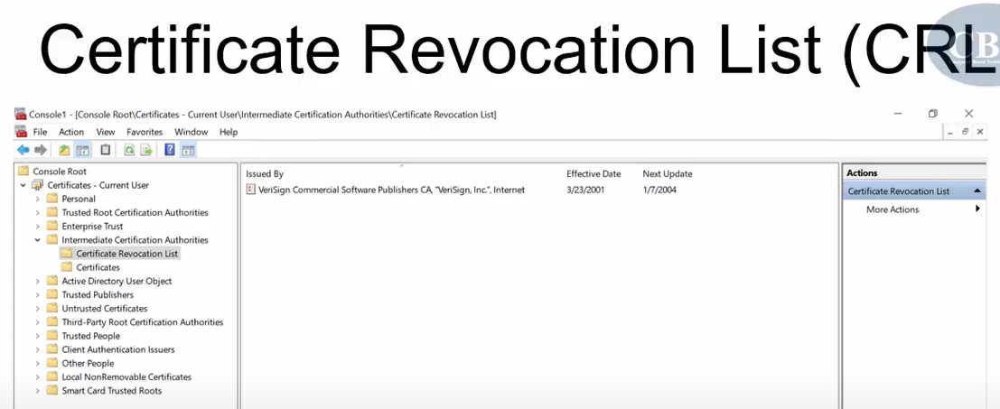 Certificate Revocation List (CRL
CB
Console1 - [Console Root\Certificates - Current User\Intermediate Certification Authorities\Certificate Revocation List]
File Action View Favorites Window Help
Console Root
Certificates - Current User
Personal
Trusted Root Certification Authorities
Enterprise Trust
Intermediate Certification Authorities
Certificate Revocation List
Certificates
Active Directory User Object
Trusted Publishers
Untrusted Certificates
Third-Party Root Certification Authorities
Trusted People
Client Authentication Issuers
Other People
Local NonRemovable Certificates
Smart Card Trusted Roots
Issued By Effective Date Next Update
VeriSign Commercial Software Publishers CA, "VeriSign, Inc.", Internet 3/23/2001 1/7/2004
Actions
Certificate Revocation List
More Actions